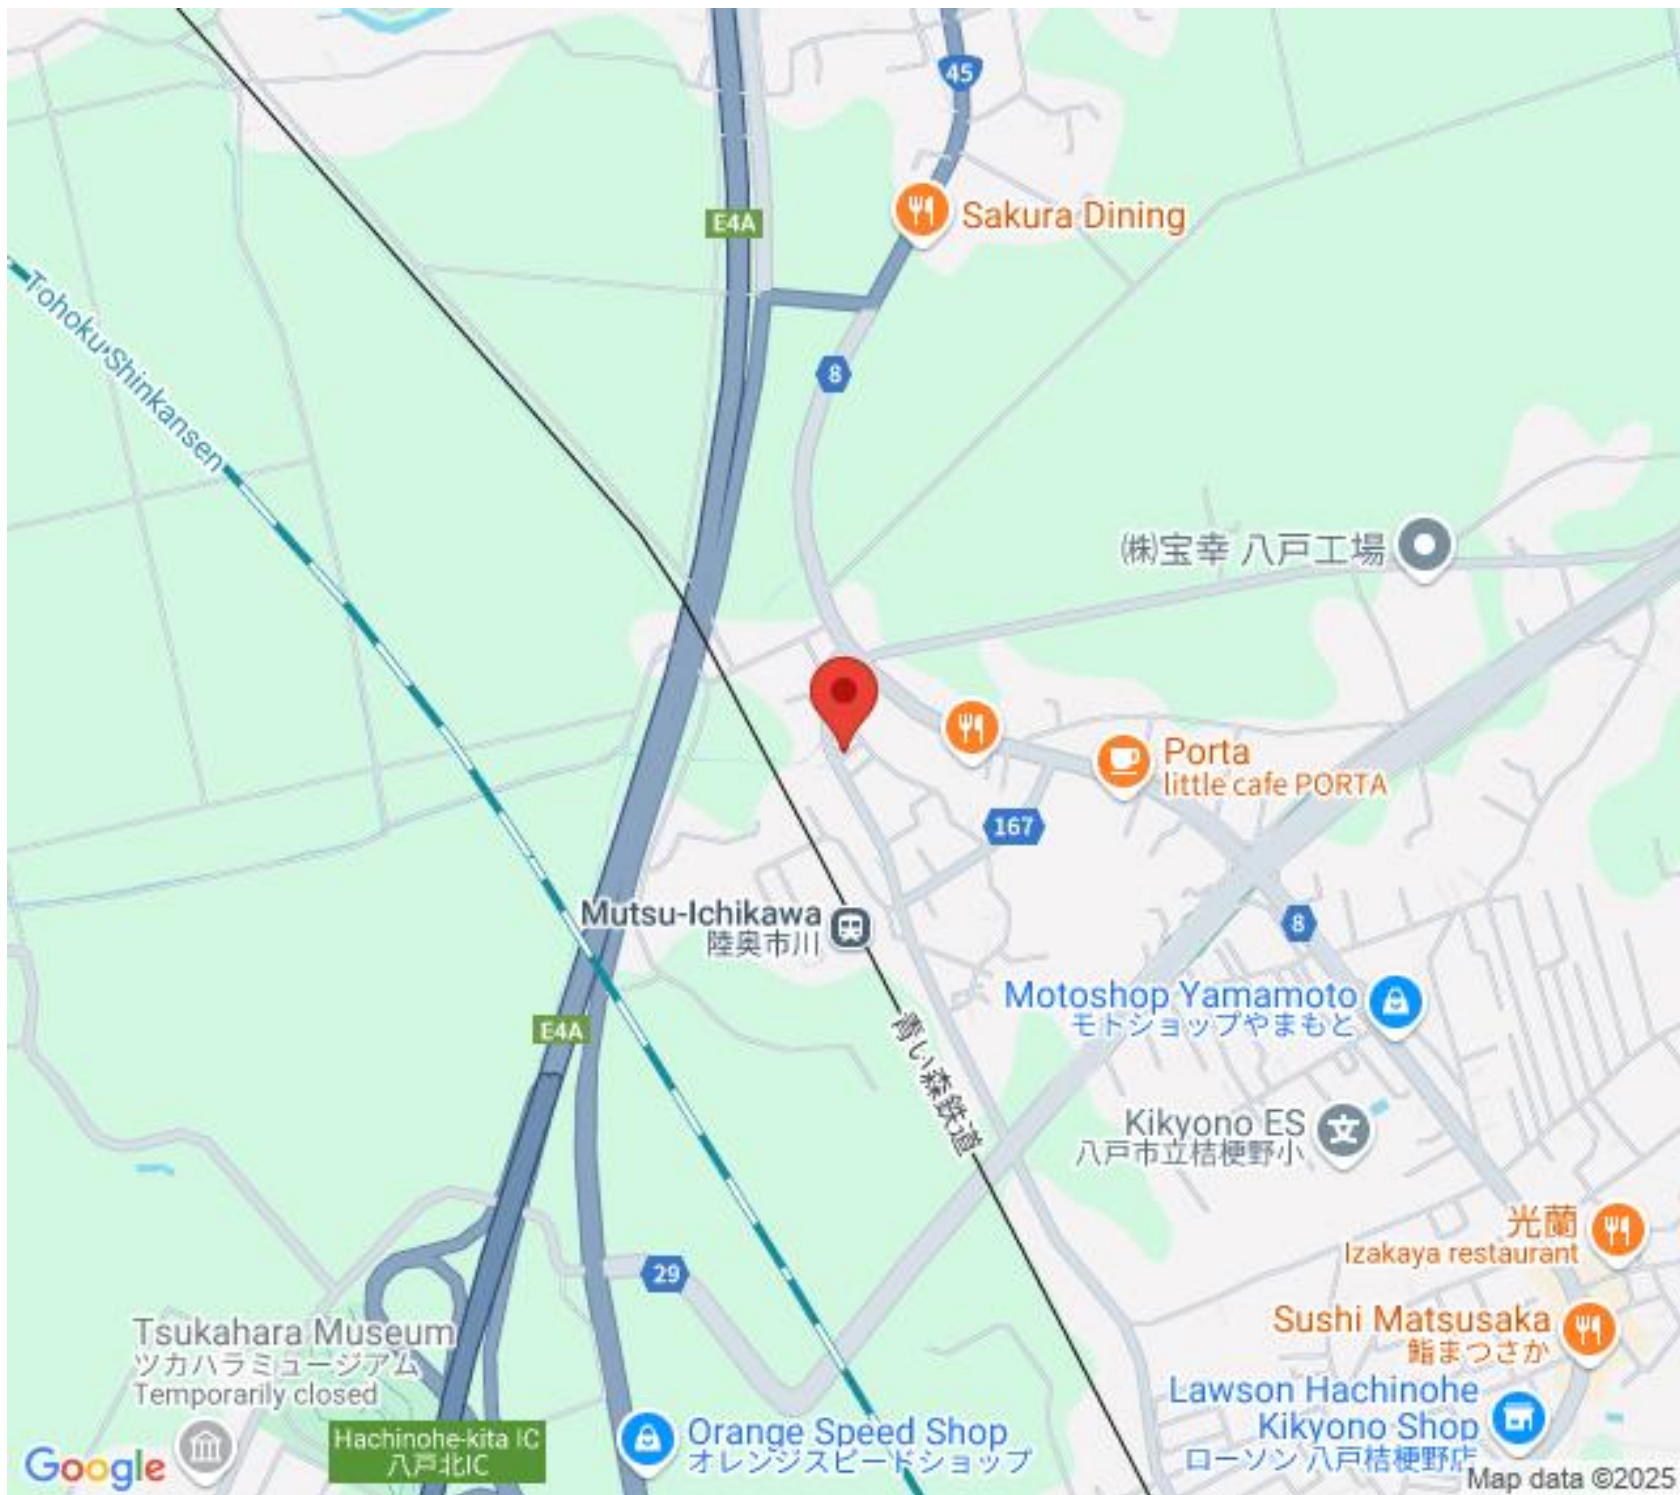 45
E4A
Sakura Dining
Tohoku Shinkansen
8
㈱宝幸 八戸工場
Porta
little cafe PORTA
167
Mutsu-Ichikawa
陸奥市川
8
Motoshop Yamamoto
モトショップやまもと
E4A
青い森鉄道
Kikyono ES
文
八戸市立桔梗野小
光蘭
Izakaya restaurant
29
Sushi Matsusaka
鮨まつさか
Tsukahara Museum
ツカハラミュージアム
Temporarily closed
Lawson Hachinohe
Kikyono Shop
ローソン 八戸桔梗野店
Hachinohe-kita IC
八戸北IC
Orange Speed Shop
オレンジスピードショップ
Google
Map data ©2025